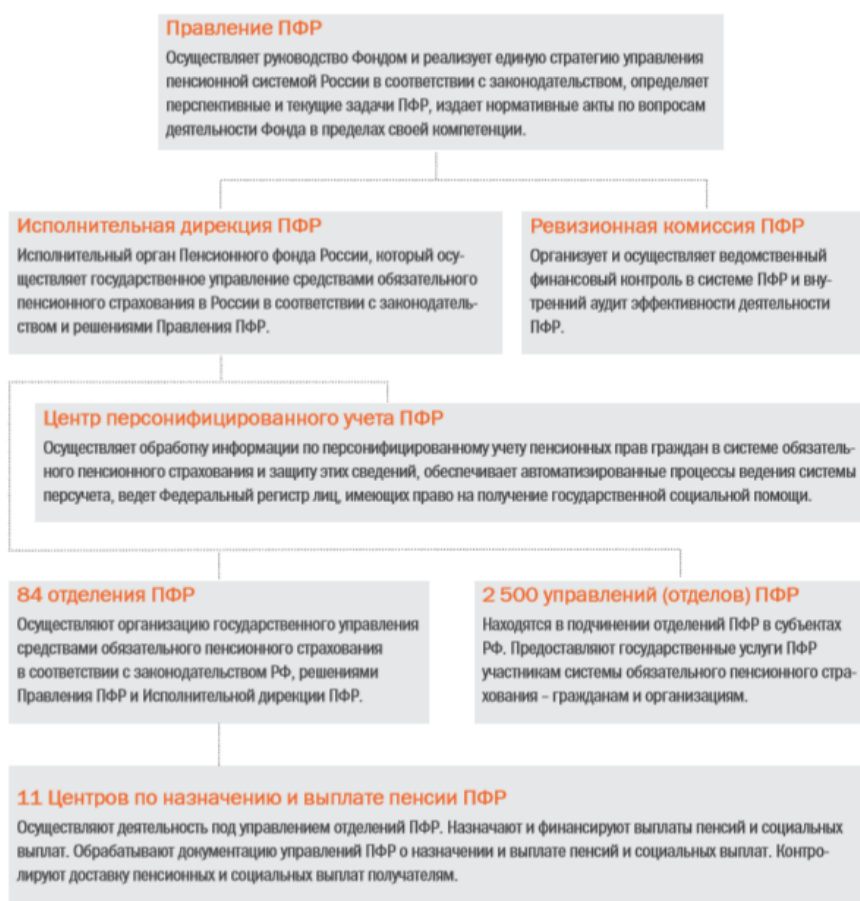 Правление ПФР
Осуществляет руководство Фондом и реализует единую стратегию управления
пенсионной системой России в соответствии с законодательством, определяет
перспективные и текущие задачи ПФР, издает нормативные акты по вопросам
деятельности Фонда в пределах своей компетенции.
Исполнительная дирекция ПФР
Исполнительный орган Пенсионного фонда России, который осу-
ществляет государственное управление средствами обязательного
пенсионного страхования в России в соответствии с законодатель-
ством и решениями Правления ПФР.
Ревизионная комиссия ПФР
Организует и осуществляет ведомственный
финансовый контроль в системе ПФР и вну-
тренний аудит эффективности деятельности
ПФР.
Центр персонифицированного учета ПФР
Осуществляет обработку информации по персонифицированному учету пенсионных прав граждан в системе обязатель-
ного пенсионного страхования и защиту этих сведений, обеспечивает автоматизированные процессы ведения системы
персучета, ведет Федеральный регистр лиц, имеющих право на получение государственной социальной помощи.
84 отделения ПФР
Осуществляют организацию государственного управления
средствами обязательного пенсионного страхования
в соответствии с законодательством РФ, решениями
Правления ПФР и Исполнительной дирекции ПФР.
2 500 управлений (отделов) ПФР
Находятся в подчинении отделений ПФР в субъектах
РФ. Предоставляют государственные услуги ПФР
участникам системы обязательного пенсионного стра-
хования – гражданам и организациям.
11 Центров по назначению и выплате пенсии ПФР
Осуществляют деятельность под управлением отделений ПФР. Назначают и финансируют выплаты пенсий и социальных
выплат. Обрабатывают документацию управлений ПФР о назначении и выплате пенсий и социальных выплат. Контро-
лируют доставку пенсионных и социальных выплат получателям.